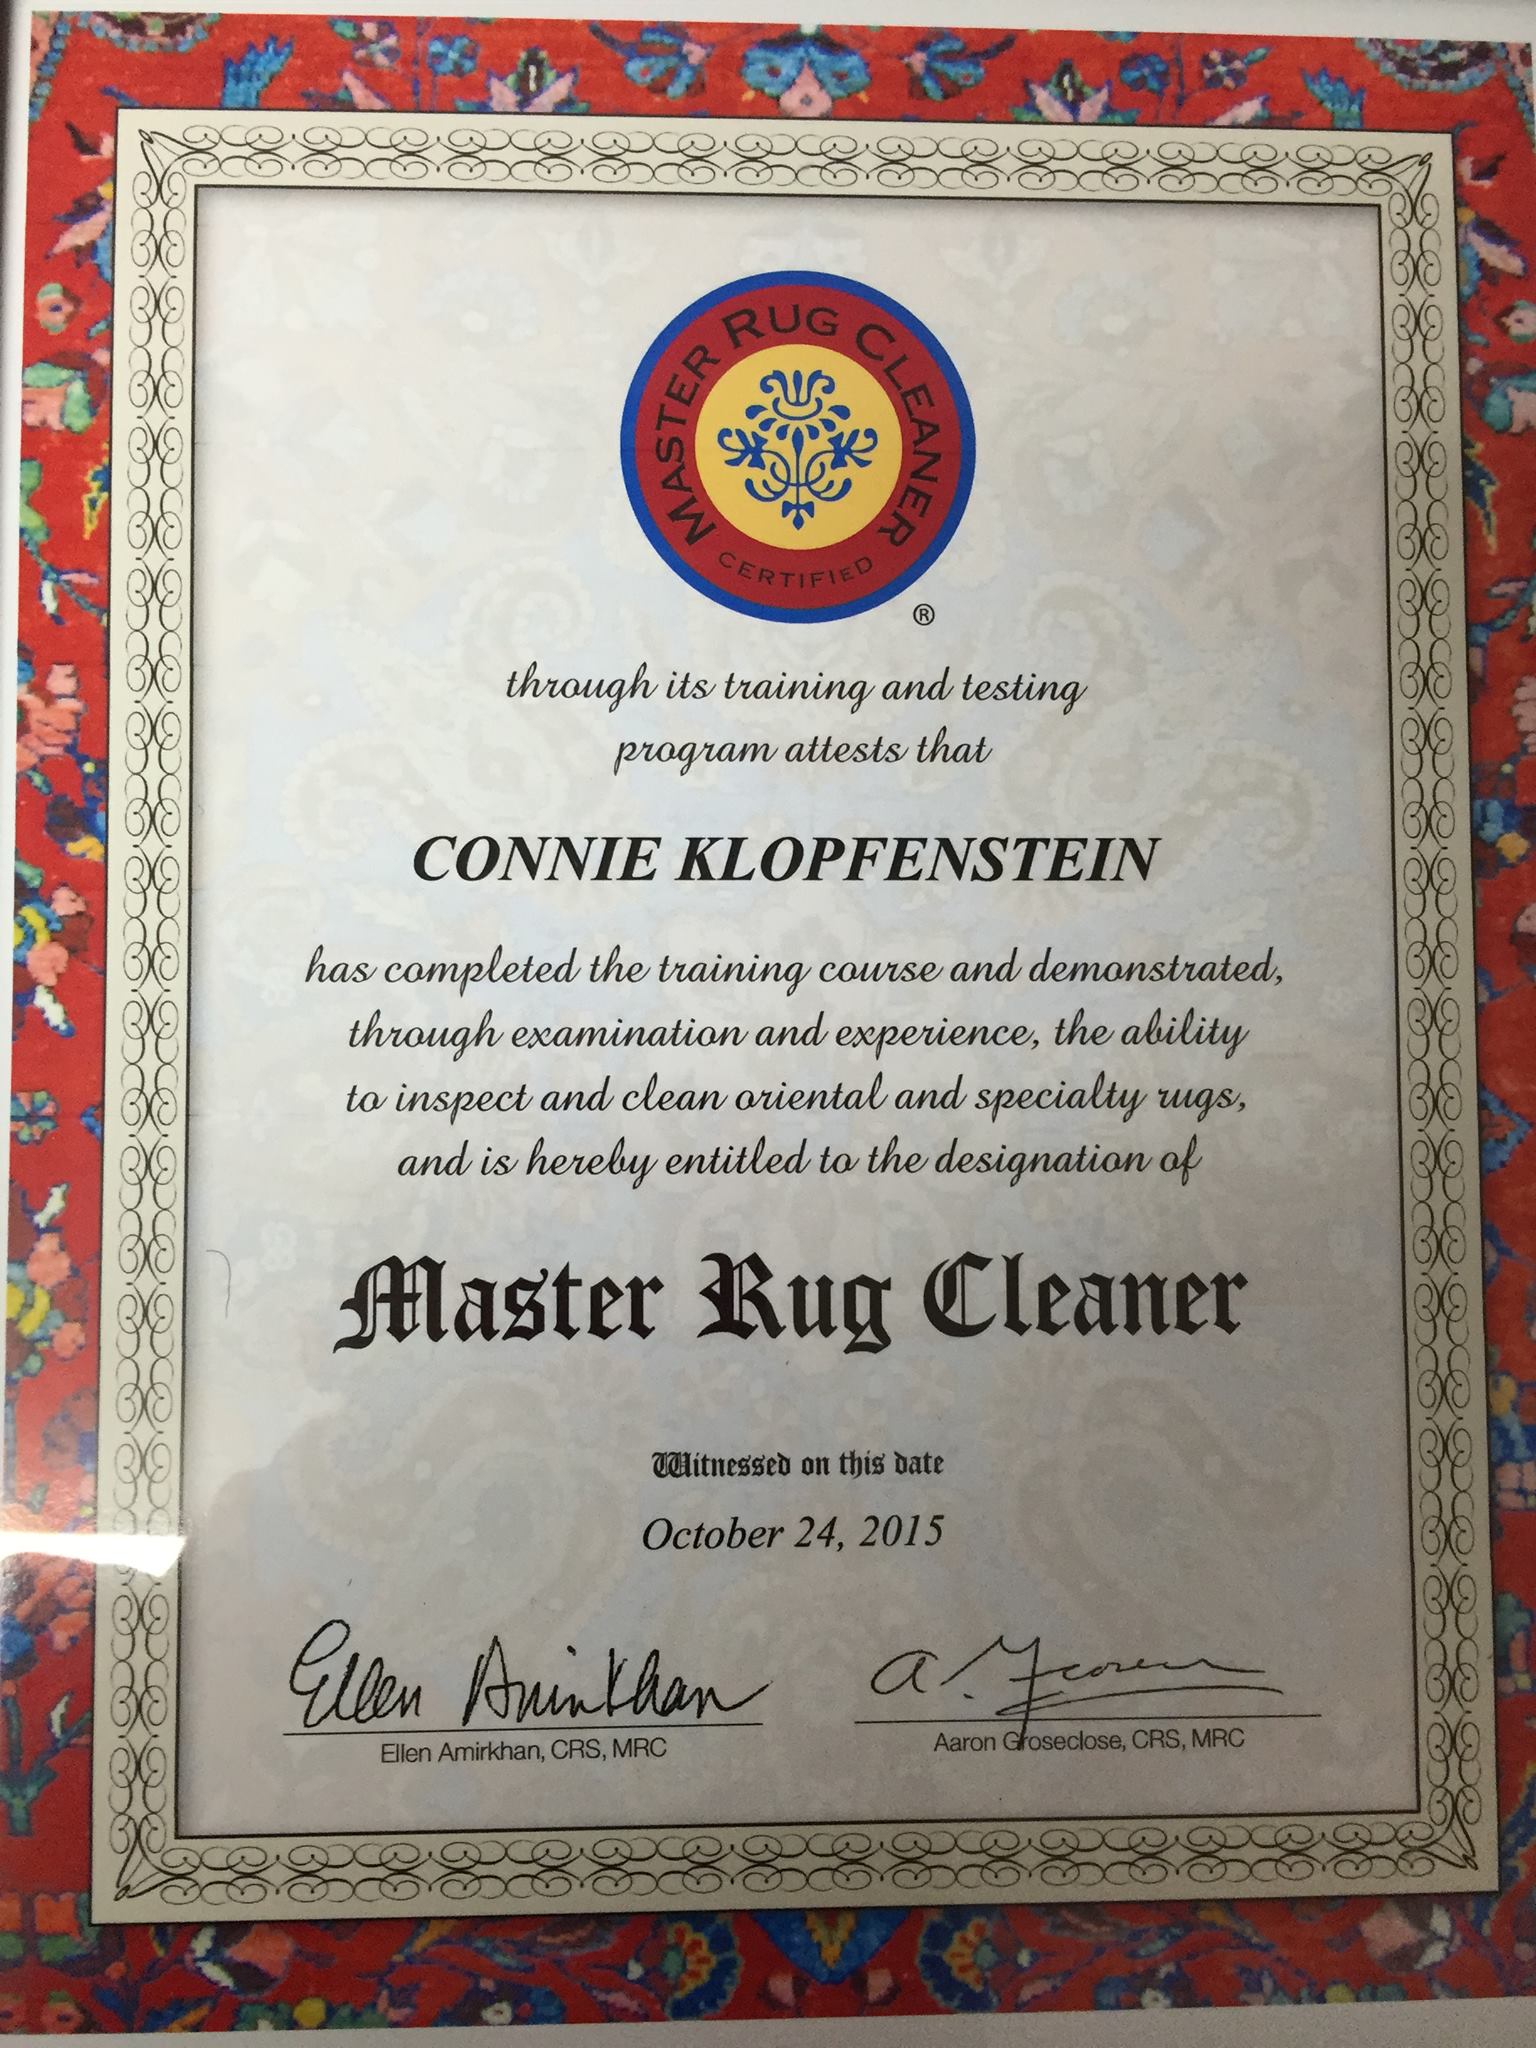 MASTER RUG CLEANER
CERTIFIED
®
through its training and testing
program attests that
CONNIE KLOPFENSTEIN
has completed the training course and demonstrated,
through examination and experience, the ability
to inspect and clean oriental and specialty rugs,
and is hereby entitled to the designation of
Master Rug Cleaner
Witnessed on this date
October 24, 2015
Ellen Amirkhan
Ellen Amirkhan, CRS, MRC
Aaron Groseclose, CRS, MRC